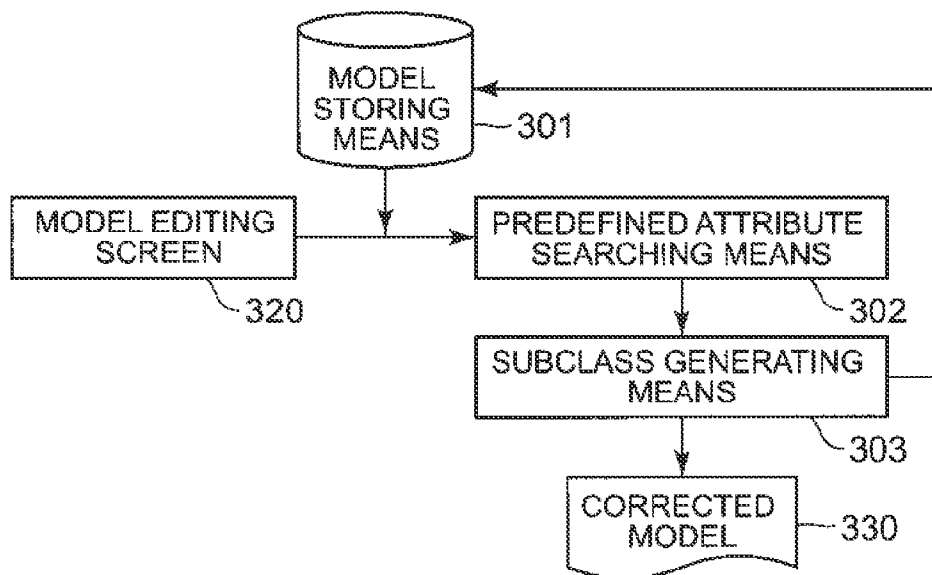 MODEL
STORING
MEANS
301
MODEL EDITING
SCREEN
320
PREDEFINED ATTRIBUTE
SEARCHING MEANS
302
SUBCLASS GENERATING
MEANS
303
CORRECTED
MODEL
330